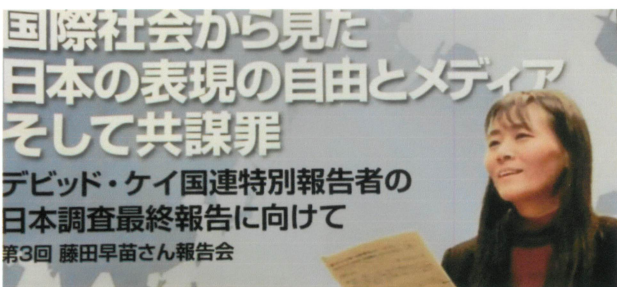 国際社会から見た
日本の表現の自由とメディア
そして共謀罪
デビッド・ケイ国連特別報告者の
日本調査最終報告に向けて
第3回 藤田早苗さん報告会